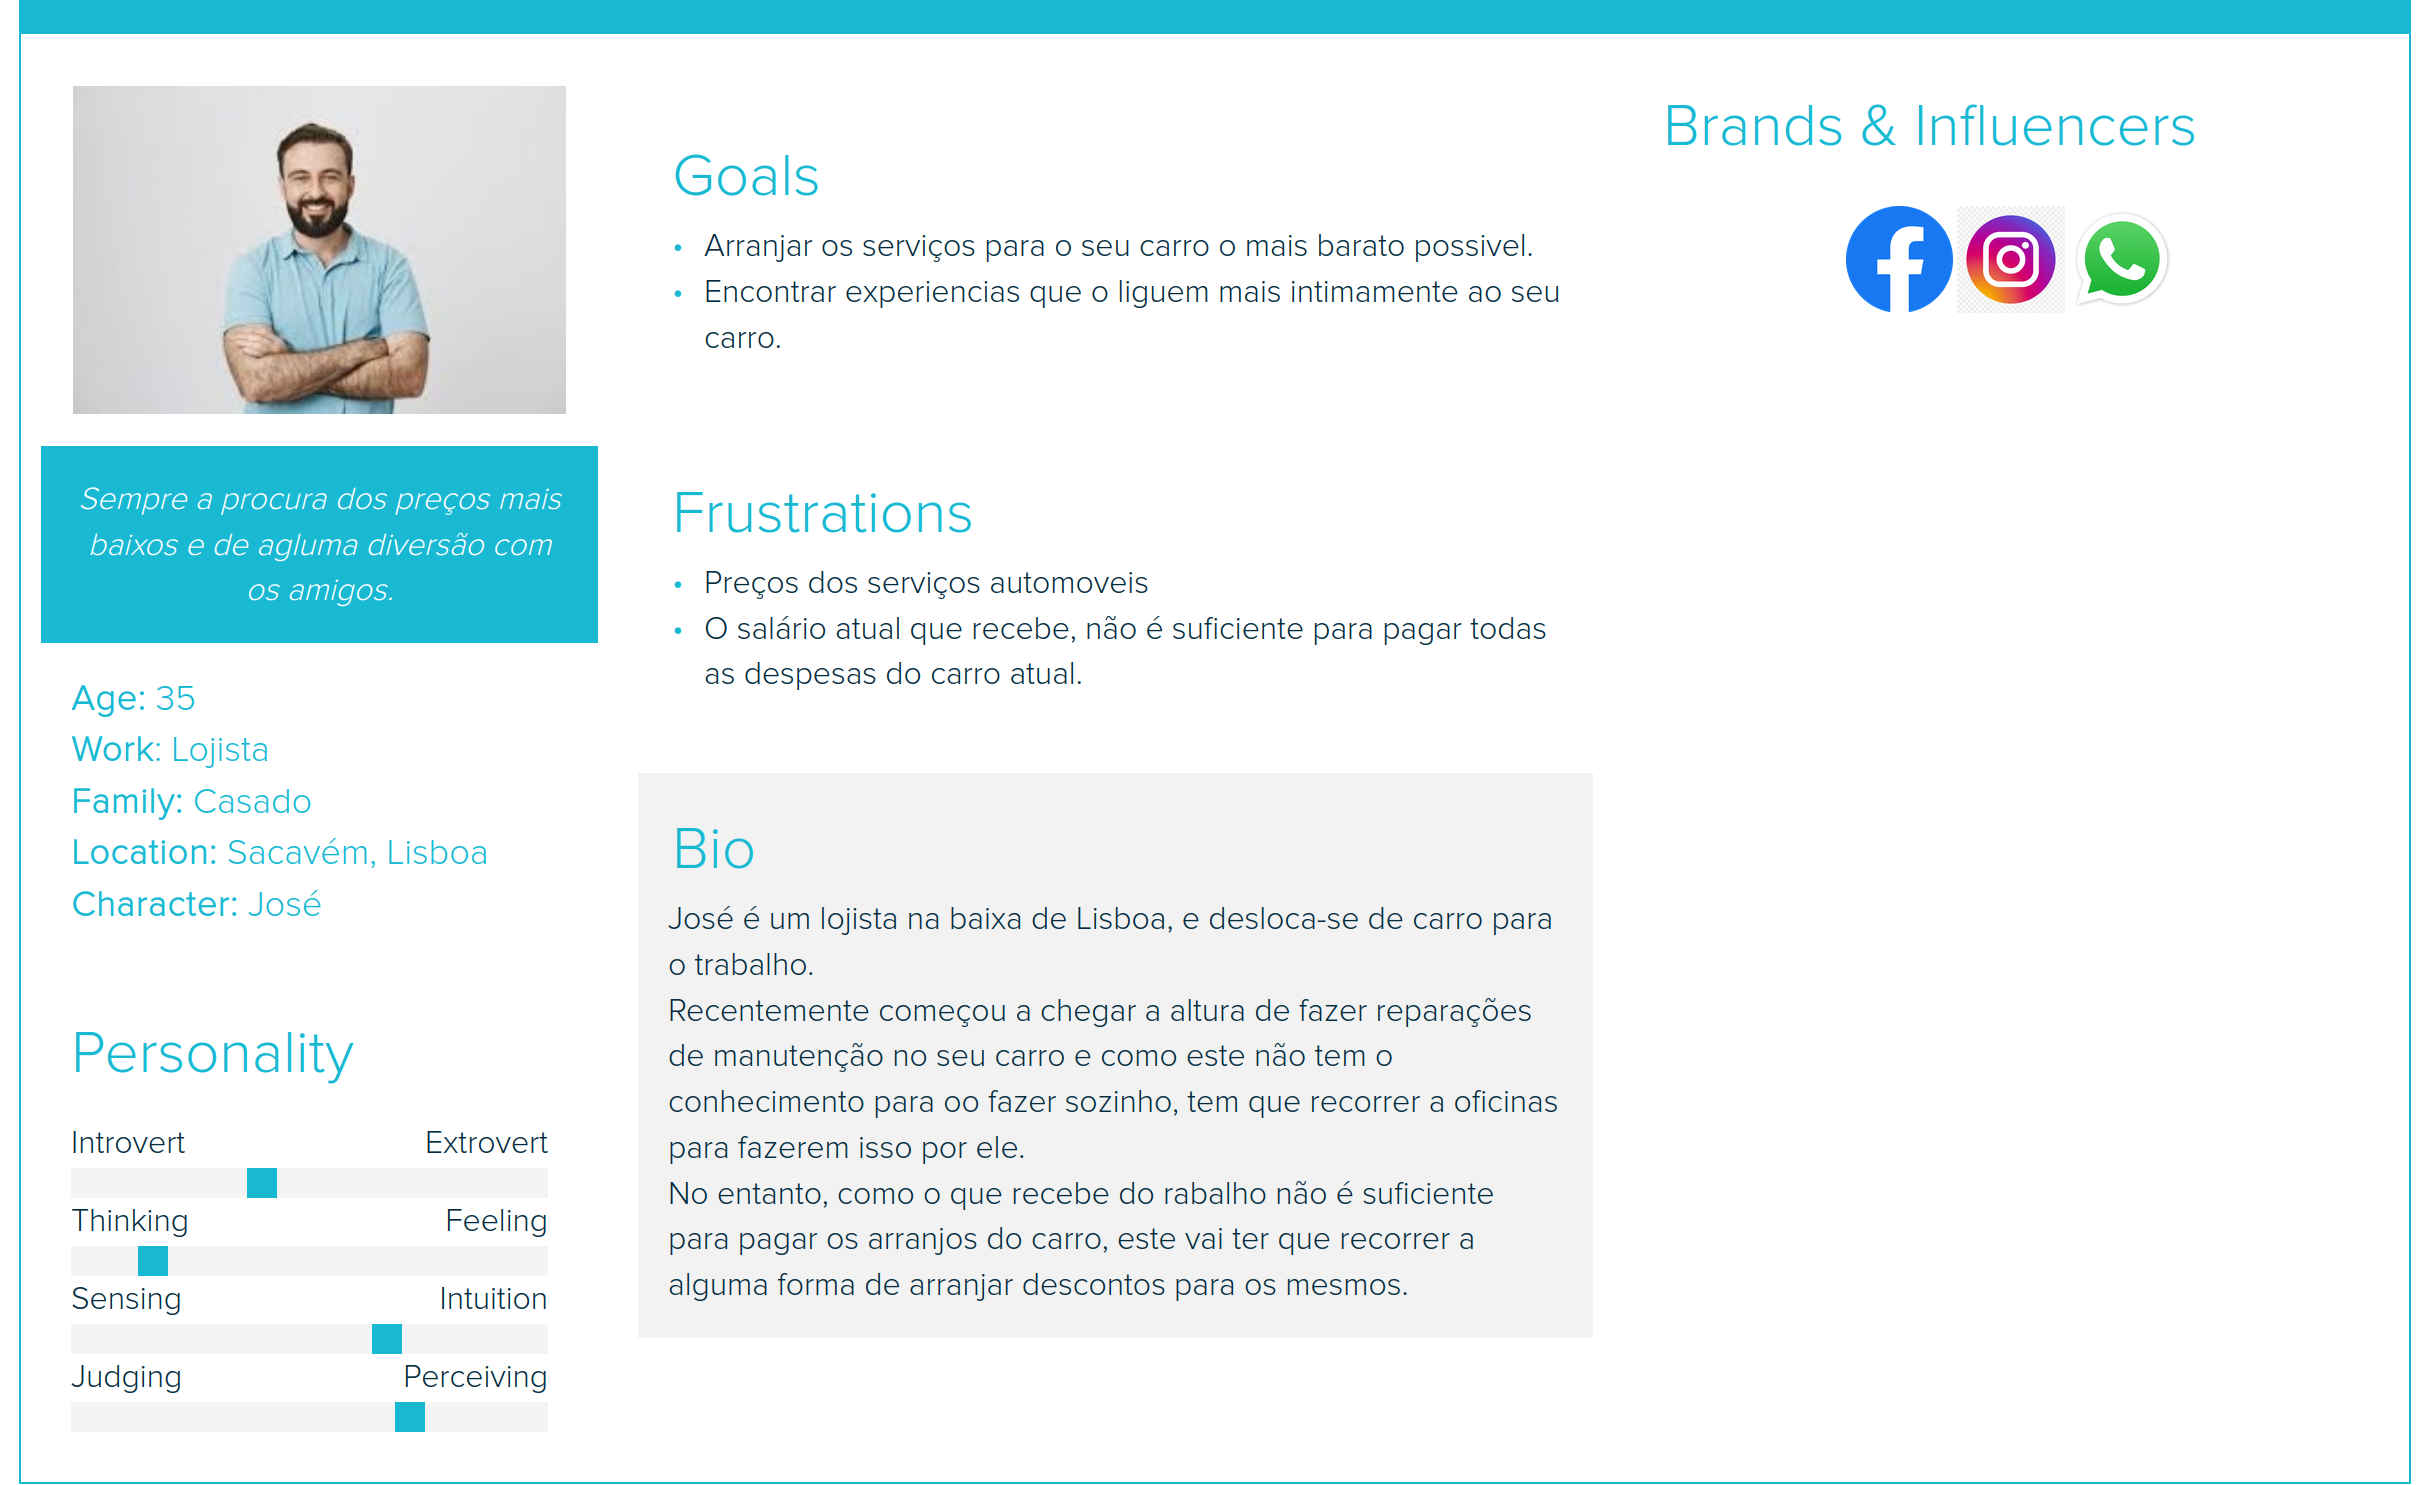 Sempre a procura dos preços mais
baixos e de agluma diversão com
os amigos.
Age: 35
Work: Lojista
Family: Casado
Location: Sacavém, Lisboa
Character: José
Personality
Introvert Extrovert
Thinking Feeling
Sensing Intuition
Judging Perceiving
Goals
• Arranjar os serviços para o seu carro o mais barato possivel.
• Encontrar experiencias que o liguem mais intimamente ao seu
carro.
Frustrations
• Preços dos serviços automoveis
• O salário atual que recebe, não é suficiente para pagar todas
as despesas do carro atual.
Bio
José é um lojista na baixa de Lisboa, e desloca-se de carro para
o trabalho.
Recentemente começou a chegar a altura de fazer reparações
de manutenção no seu carro e como este não tem o
conhecimento para oo fazer sozinho, tem que recorrer a oficinas
para fazerem isso por ele.
No entanto, como o que recebe do rabalho não é suficiente
para pagar os arranjos do carro, este vai ter que recorrer a
alguma forma de arranjar descontos para os mesmos.
Brands & Influencers